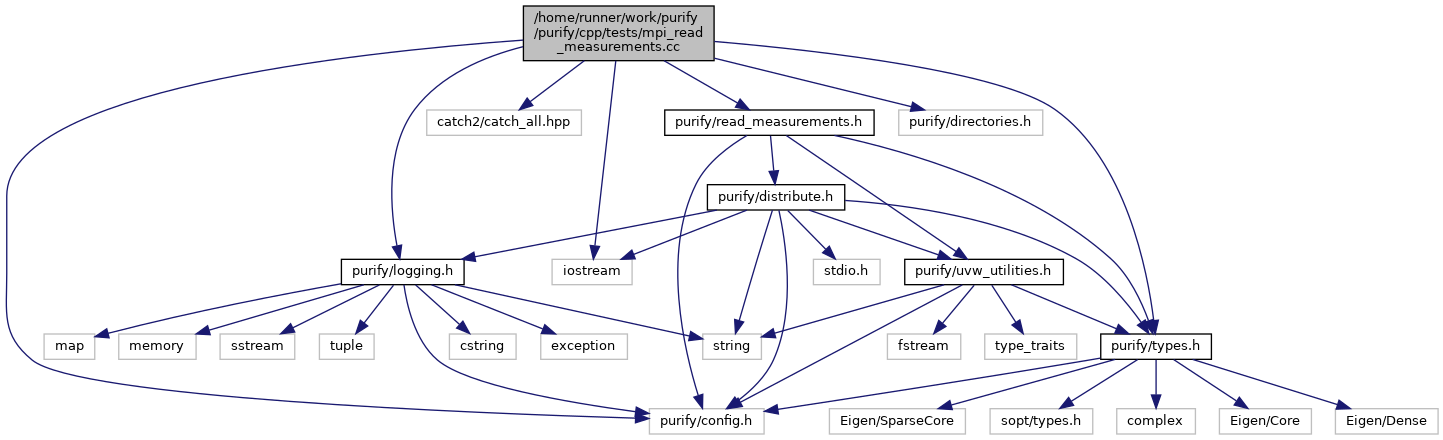 /home/runner/work/purify
/purify/cpp/tests/mpi_read
_measurements.cc
catch2/catch_all.hpp
purify/read_measurements.h
purify/directories.h
purify/distribute.h
purify/logging.h
iostream
stdio.h
purify/uvw_utilities.h
map
memory
sstream
tuple
cstring
exception
string
fstream
type_traits
purify/types.h
purify/config.h
Eigen/SparseCore
sopt/types.h
complex
Eigen/Core
Eigen/Dense